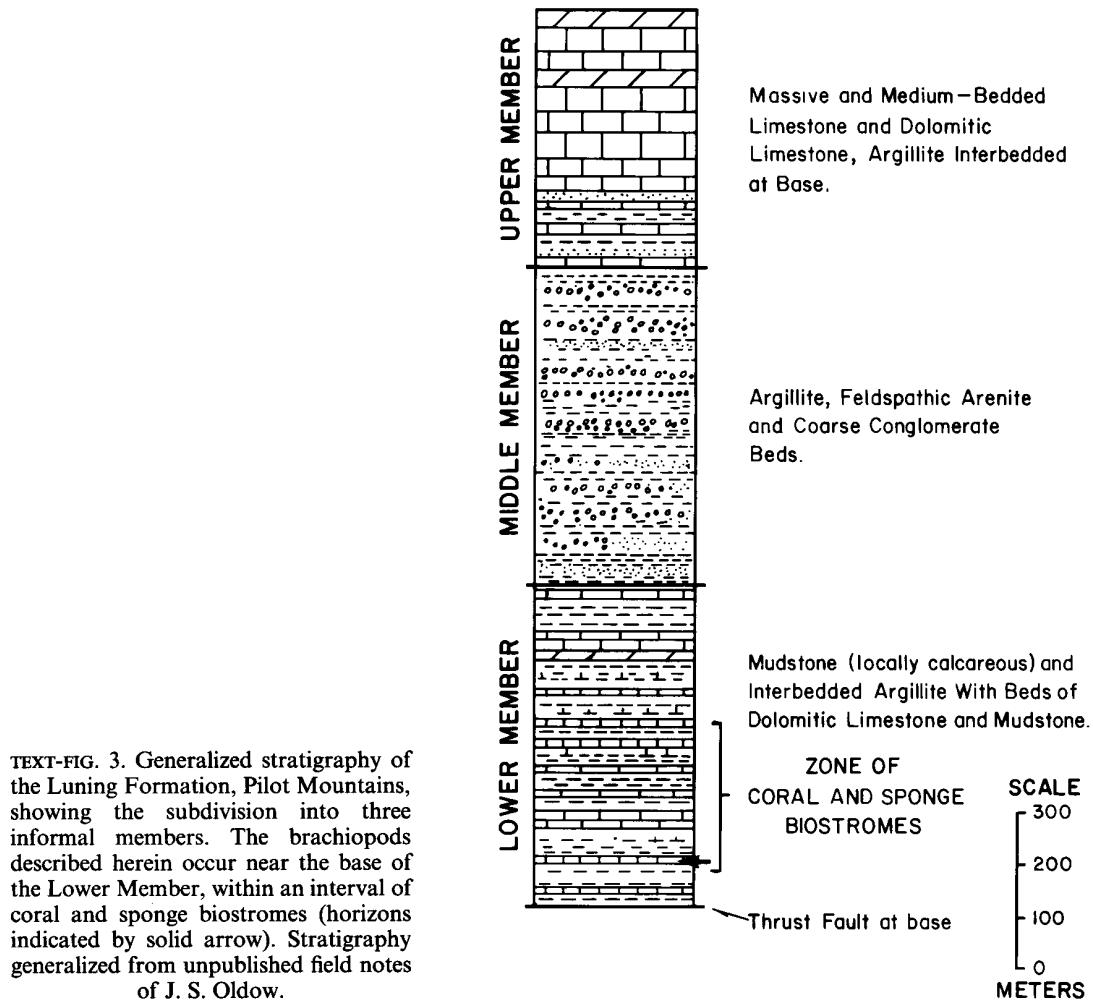 UPPER MEMBER
Massive and Medium-Bedded
Limestone and Dolomitic
Limestone, Argillite Interbedded
at Base.
MIDDLE MEMBER
Argillite, Feldspathic Arenite
and Coarse Conglomerate
Beds.
LOWER MEMBER
Mudstone (locally calcareous) and
Interbedded Argillite With Beds of
Dolomitic Limestone and Mudstone.
ZONE OF
CORAL AND SPONGE
BIOSTROMES
Thrust Fault at base
SCALE
300
200
100
0
METERS
TEXT-FIG. 3. Generalized stratigraphy of
the Luning Formation, Pilot Mountains,
showing the subdivision into three
informal members. The brachiopods
described herein occur near the base of
the Lower Member, within an interval of
coral and sponge biostromes (horizons
indicated by solid arrow). Stratigraphy
generalized from unpublished field notes
of J. S. Oldow.